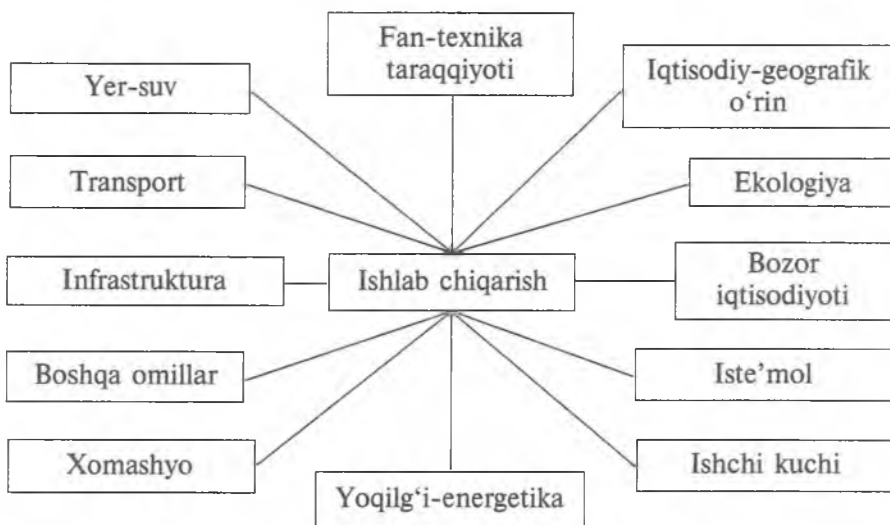 Fan-texnika
taraqqiyoti
Yer-suv
Iqtisodiy-geografik
o‘rin
Transport
Ekologiya
Infrastruktura
Ishlab chiqarish
Bozor
iqtisodiyoti
Boshqa omillar
Iste’mol
Xomashyo
Ishchi kuchi
Yoqilg‘i-energetika